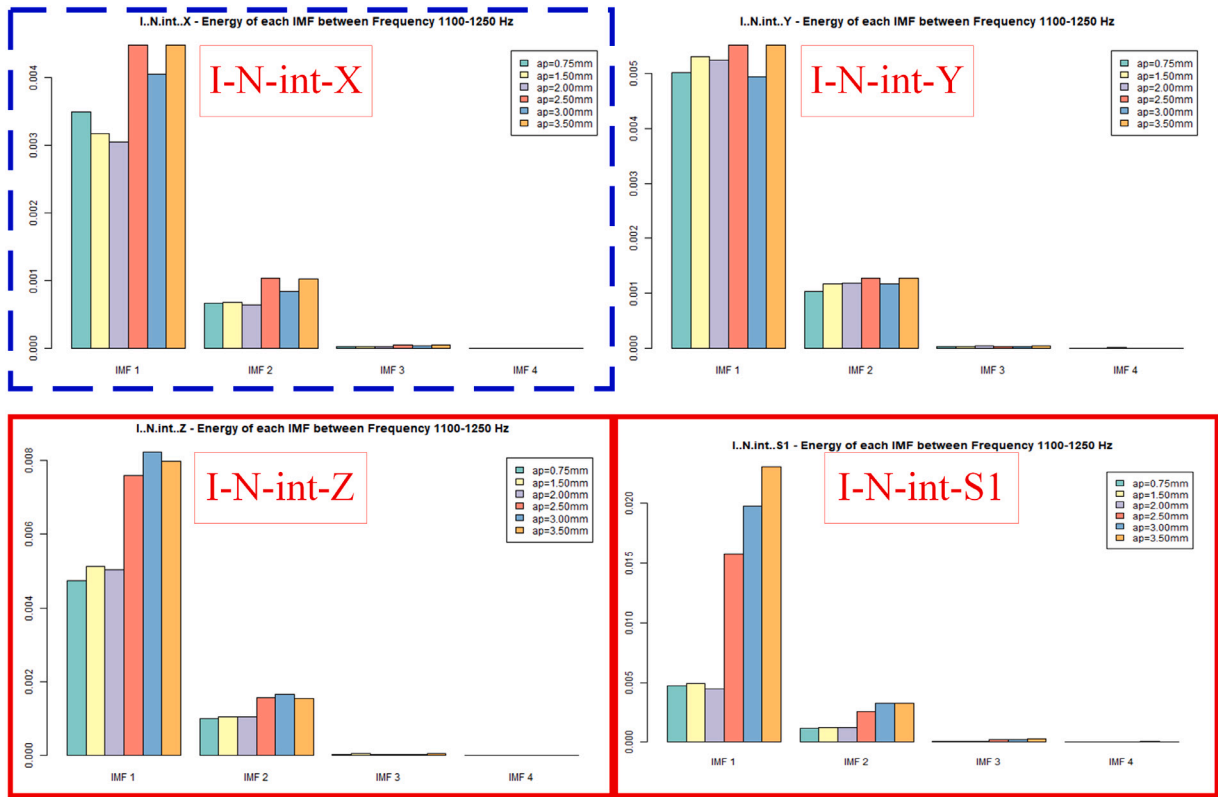 I..N.int..X - Energy of each IMF between Frequency 1100-1250 Hz
I-N-int-X
ap=0.75mm
ap=1.50mm
ap=2.00mm
ap=2.50mm
ap=3.00mm
ap=3.50mm
0.004
0.003
0.002
0.001
0.000
IMF 1
IMF 2
IMF 3
IMF 4
I..N.int..Y - Energy of each IMF between Frequency 1100-1250 Hz
I-N-int-Y
ap=0.75mm
ap=1.50mm
ap=2.00mm
ap=2.50mm
ap=3.00mm
ap=3.50mm
0.005
0.004
0.003
0.002
0.001
0.000
IMF 1
IMF 2
IMF 3
IMF 4
I..N.int..Z - Energy of each IMF between Frequency 1100-1250 Hz
I-N-int-Z
ap=0.75mm
ap=1.50mm
ap=2.00mm
ap=2.50mm
ap=3.00mm
ap=3.50mm
0.008
0.006
0.004
0.002
0.000
IMF 1
IMF 2
IMF 3
IMF 4
I..N.int..S1 - Energy of each IMF between Frequency 1100-1250 Hz
I-N-int-S1
ap=0.75mm
ap=1.50mm
ap=2.00mm
ap=2.50mm
ap=3.00mm
ap=3.50mm
0.020
0.015
0.010
0.005
0.000
IMF 1
IMF 2
IMF 3
IMF 4